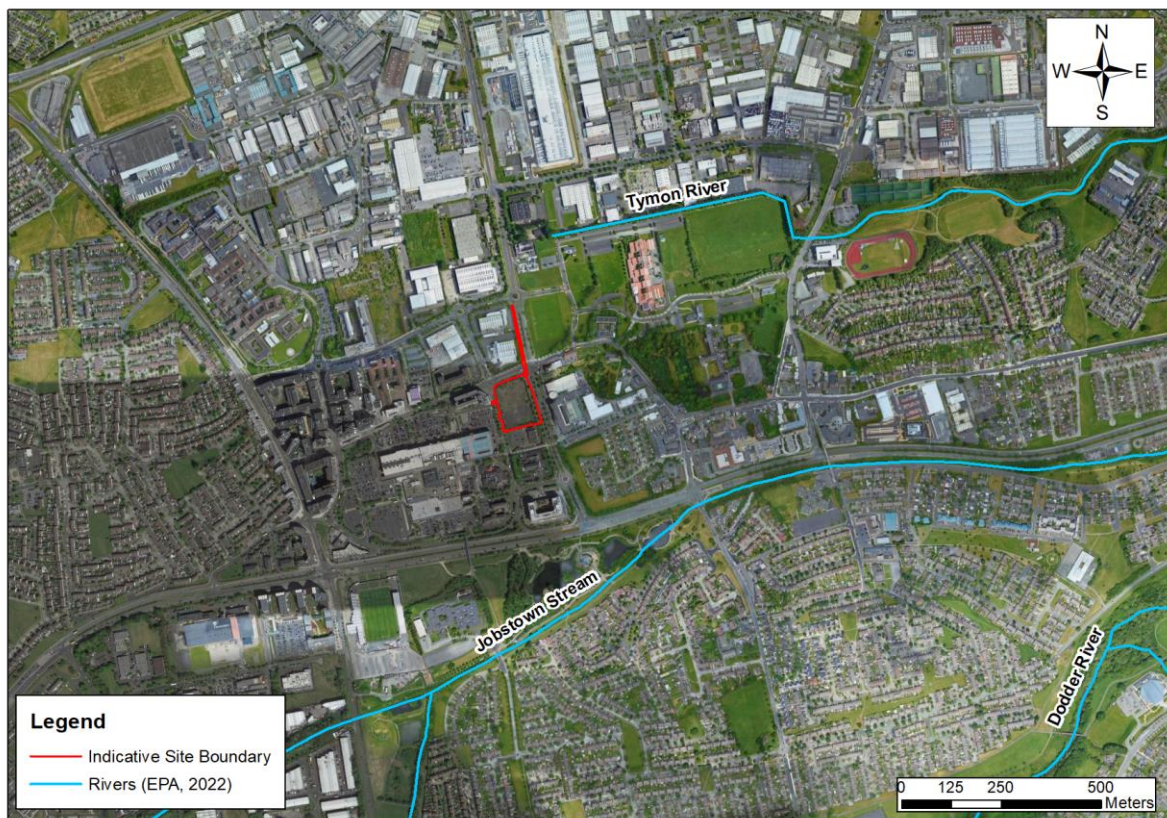 N
W E
S
Tymon River
Jobstown Stream
Dodder River
Legend
Indicative Site Boundary
Rivers (EPA, 2022)
0 125 250 500
Meters